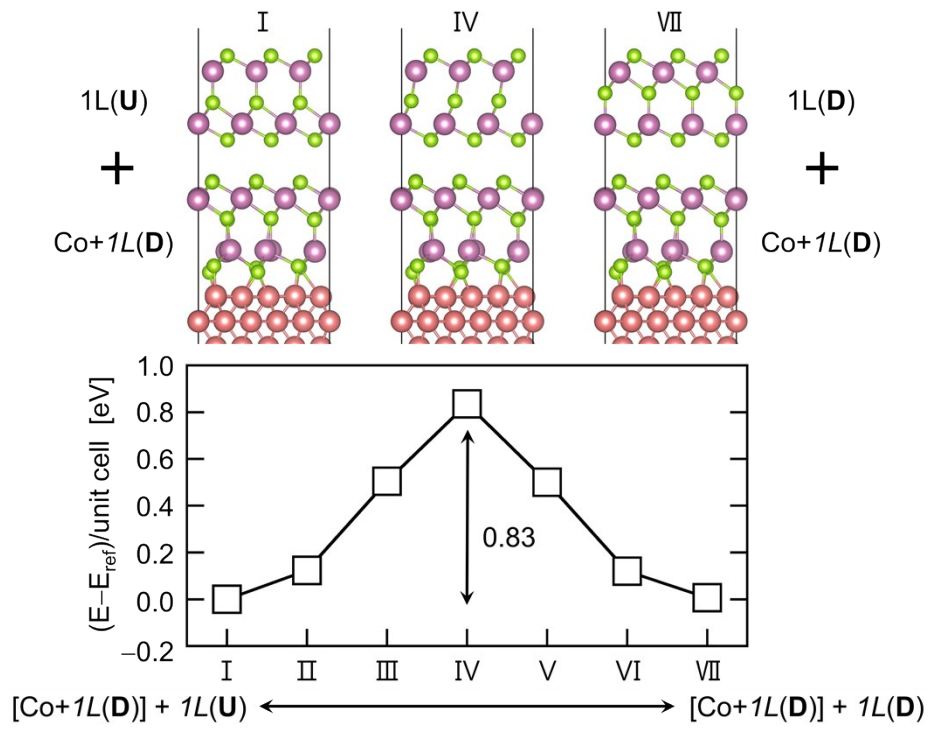 Ⅰ Ⅳ Ⅶ
1L(U) 1L(D)
+ +
Co+1L(D) Co+1L(D)
(E−Eref)/unit cell [eV]
1.0
0.8
0.6
0.4
0.2
0.0
−0.2
0.83
Ⅰ Ⅱ Ⅲ Ⅳ Ⅴ Ⅵ Ⅶ
[Co+1L(D)] + 1L(U) [Co+1L(D)] + 1L(D)